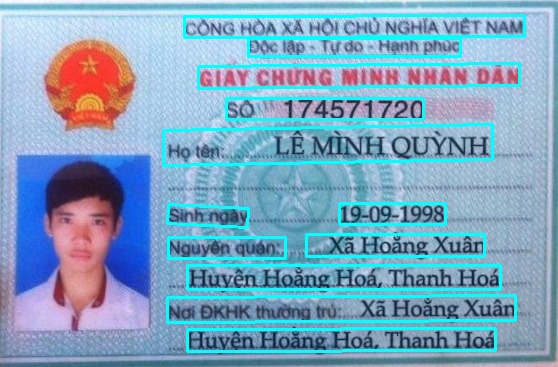 CỘNG HÒA XÃ HỘI CHỦ NGHĨA VIỆT NAM
Độc lập - Tự do - Hạnh phúc
GIẤY CHỨNG MINH NHÂN DÂN
SỐ 174571720
Họ tên: LÊ MÌNH QUỲNH
Sinh ngày 19-09-1998
Nguyên quán: Xã Hoằng Xuân
Huyện Hoằng Hoá, Thanh Hoá
Nơi ĐKHK thường trú: Xã Hoằng Xuân
Huyện Hoằng Hoá, Thanh Hoá